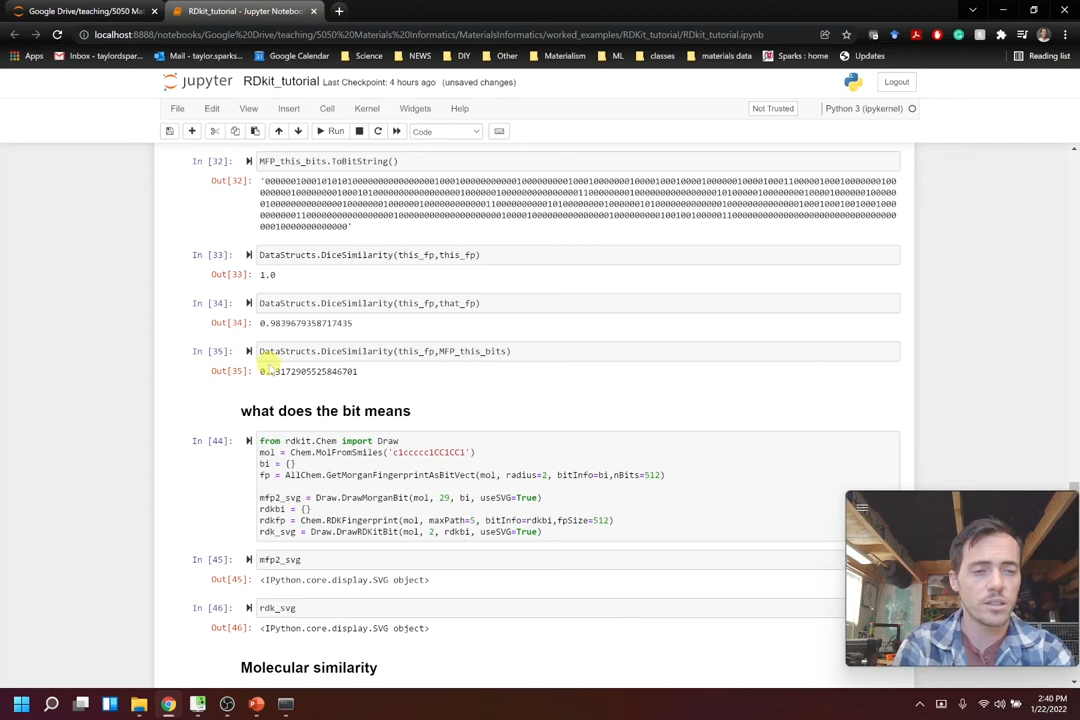 Google Drive/teaching/5050 Ma
RDkit_tutorial - Jupyter Notebo
localhost:8888/notebooks/Google%20Drive/teaching/5050%20Materials%20Informatics/MaterialsInformatics/worked_examples/RDKit_tutorial/RDKit_tutorial.ipynb
Apps
Inbox - taylordspar...
Mail - taylor.sparks...
Google Calendar
Science
NEWS
DIY
Other
Materialism
ML
classes
materials data
Sparks : home
Updates
Reading list
jupyter RDkit_tutorial Last Checkpoint: 4 hours ago (unsaved changes)
Logout
File Edit View Insert Cell Kernel Widgets Help
Not Trusted
Python 3 (ipykernel)
Run
Code
In [32]: MFP_this_bits.ToBitString()
Out[32]:
In [33]: DataStructs.DiceSimilarity(this_fp,this_fp)
Out[33]: 1.0
In [34]: DataStructs.DiceSimilarity(this_fp,that_fp)
Out[34]: 0.9839679358717435
In [35]: DataStructs.DiceSimilarity(this_fp,MFP_this_bits)
Out[35]:
what does the bit means
In [44]: from rdkit.Chem import Draw
mol = Chem.MolFromSmiles('c1ccccc1CC1CC1')
bi = {}
fp = AllChem.GetMorganFingerprintAsBitVect(mol, radius=2, bitInfo=bi,nBits=512)
mfp2_svg = Draw.DrawMorganBit(mol, 29, bi, useSVG=True)
rdkbi = {}
rdkfp = Chem.RDKFingerprint(mol, maxPath=5, bitInfo=rdkbi,fpSize=512)
rdk_svg = Draw.DrawRDKitBit(mol, 2, rdkbi, useSVG=True)
In [45]: mfp2_svg
Out[45]: <IPython.core.display.SVG object>
In [46]: rdk_svg
Out[46]: <IPython.core.display.SVG object>
Molecular similarity
2:40 PM
1/22/2022